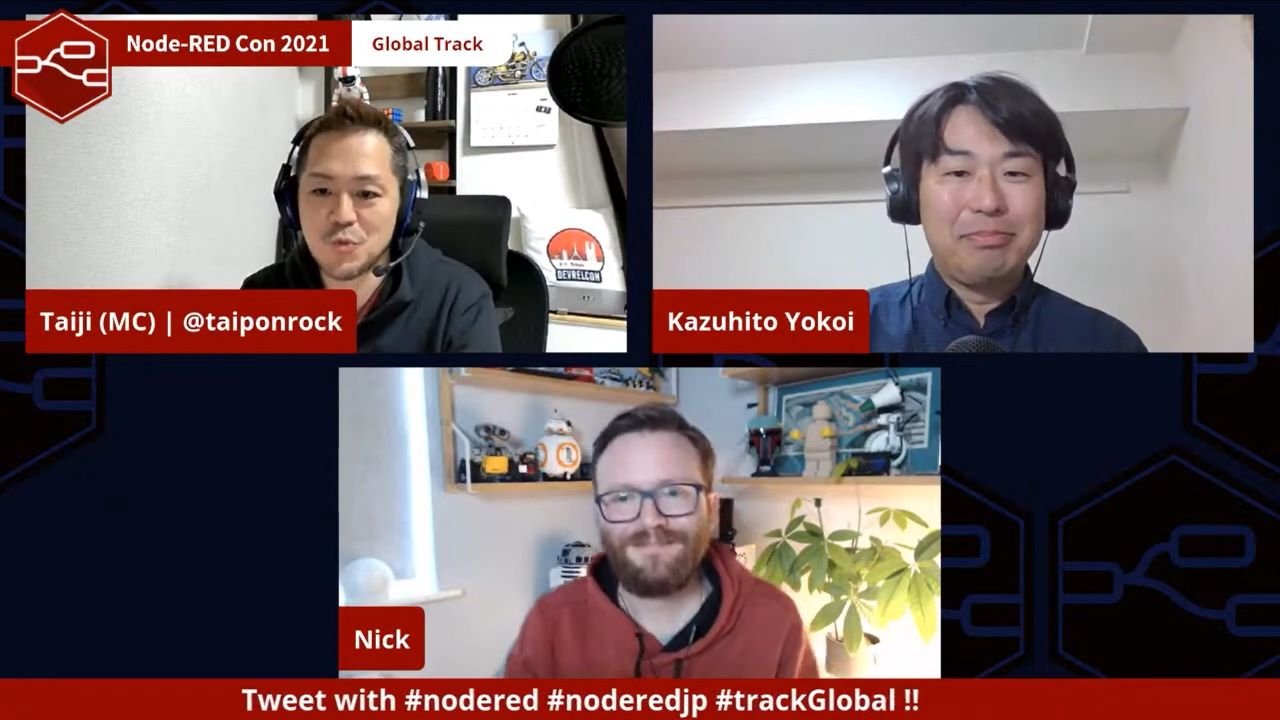 Node-RED Con 2021
Global Track
DEVRELCON
Taiji (MC) | @taiponrock
Kazuhito Yokoi
Nick
Tweet with #nodered #noderedjp #trackGlobal !!